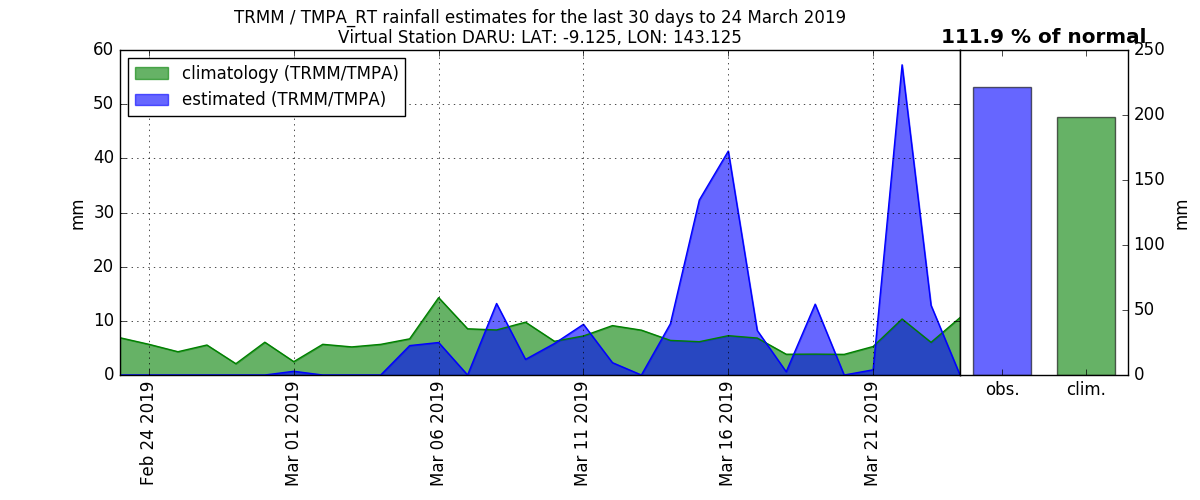 TRMM / TMPA_RT rainfall estimates for the last 30 days to 24 March 2019
Virtual Station DARU: LAT: -9.125, LON: 143.125
111.9 % of normal
climatology (TRMM/TMPA)
estimated (TRMM/TMPA)
60
50
40
30
20
10
0
mm
Feb 24 2019
Mar 01 2019
Mar 06 2019
Mar 11 2019
Mar 16 2019
Mar 21 2019
250
200
150
100
50
0
mm
obs.
clim.